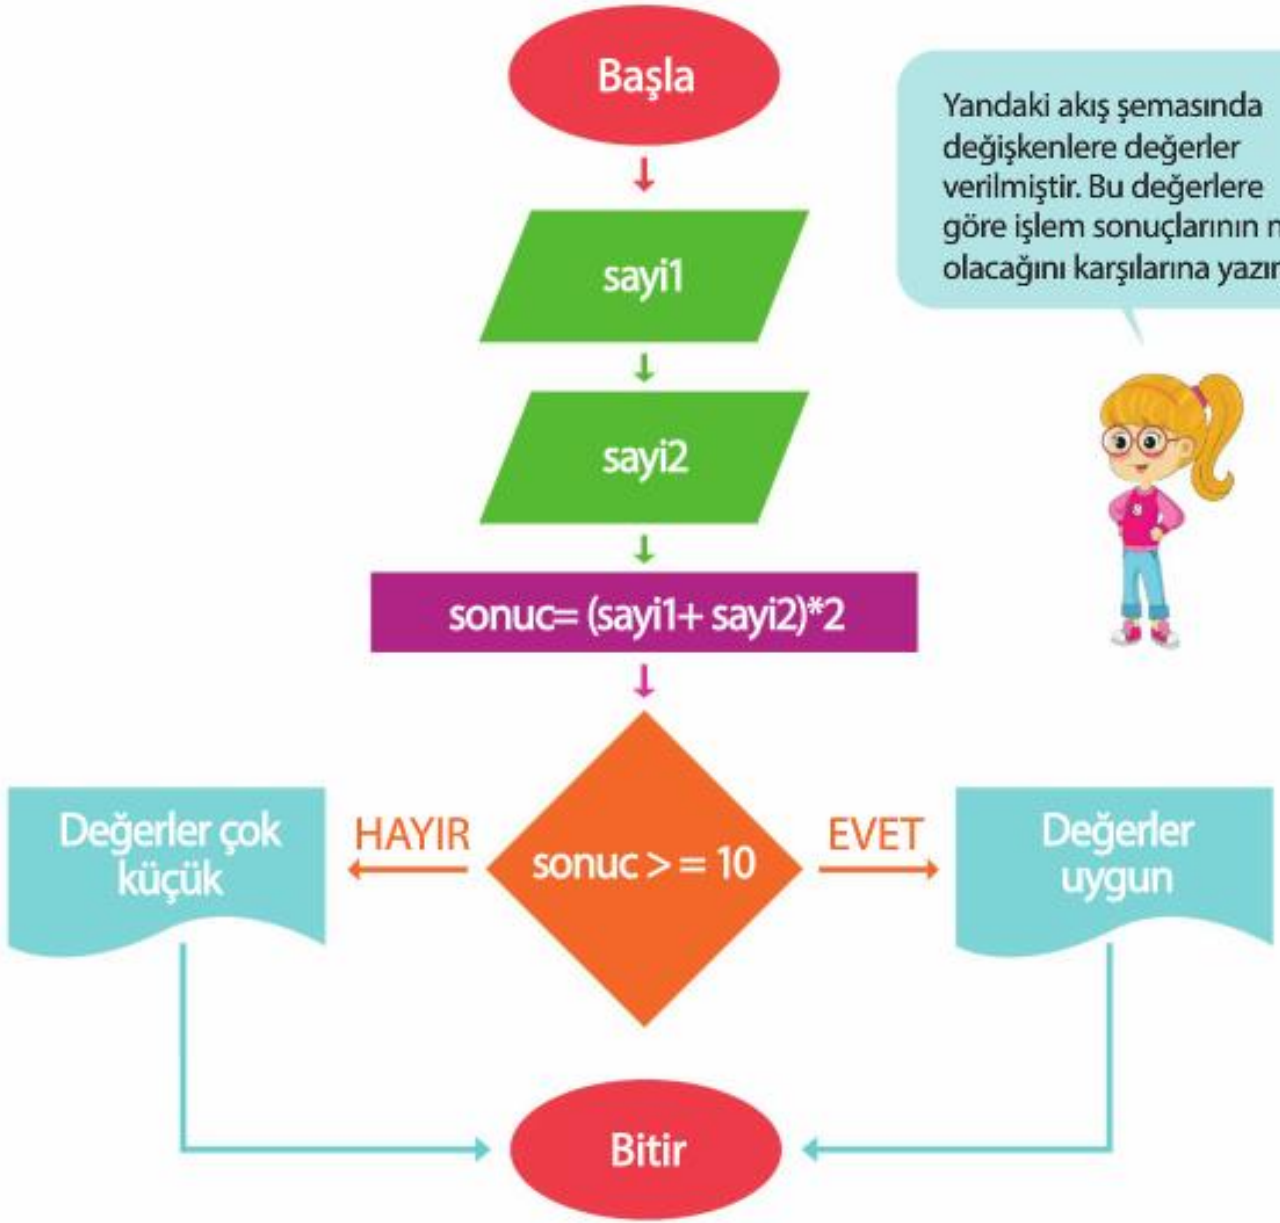 Başla
Yandaki akış şemasında
değişkenlere değerler
verilmiştir. Bu değerlere
göre işlem sonuçlarının
olacağını karşılarına
sayi1
sayi2
8
sonuc= (sayi1+ sayi2)*2
Değerler çok
küçük
HAYIR
sonuc > = 10
EVET
Değerler
uygun
Bitir